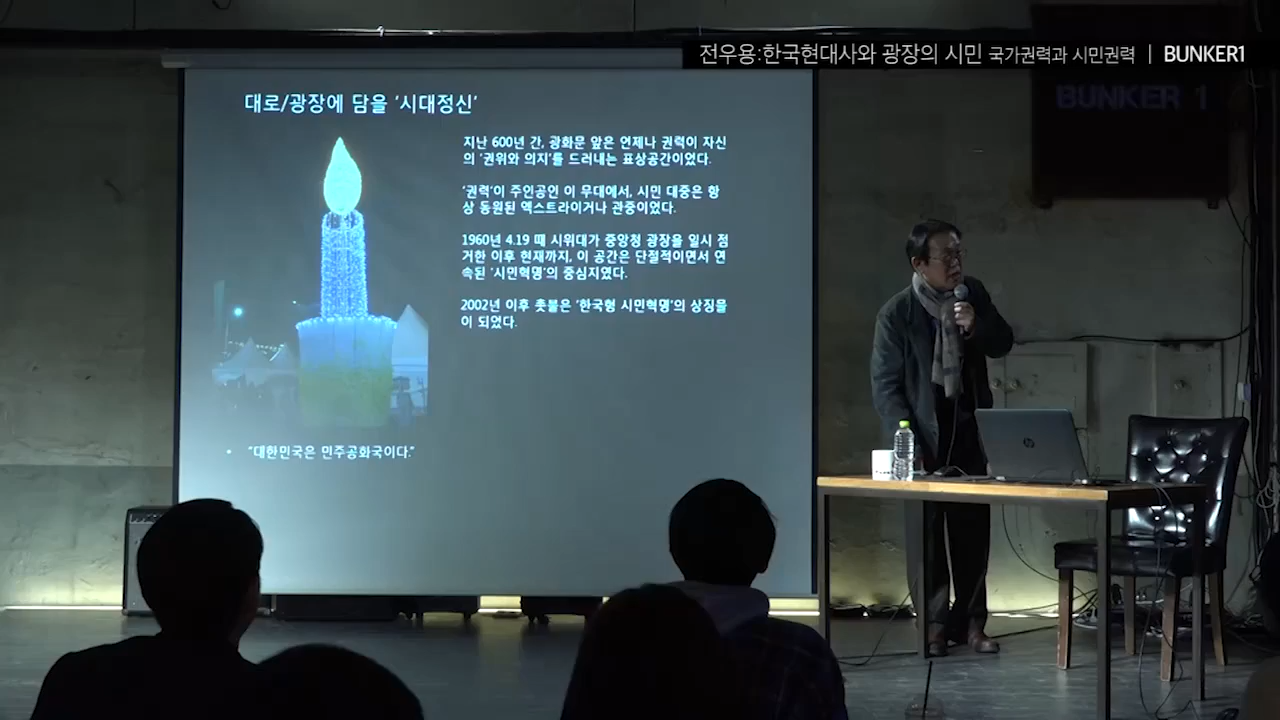 전우용:한국현대사와 광장의 시민 국가권력과 시민권력 | BUNKER1
BUNKER 1
대로/광장에 담을 '시대정신'
지난 600년 간, 광화문 앞은 언제나 권력이 자신
의 '권위와 의지'를 드러내는 표상공간이었다.
'권력'이 주인공인 이 무대에서, 시민 대중은 항
상 동원된 엑스트라이거나 관중이었다.
1960년 4.19 때 시위대가 중앙청 광장을 일시 점
거한 이후 현재까지, 이 공간은 단절적이면서 연
속된 '시민혁명'의 중심지였다.
2002년 이후 촛불은 '한국형 시민혁명'의 상징물
이 되었다.
• "대한민국은 민주공화국이다."
hp